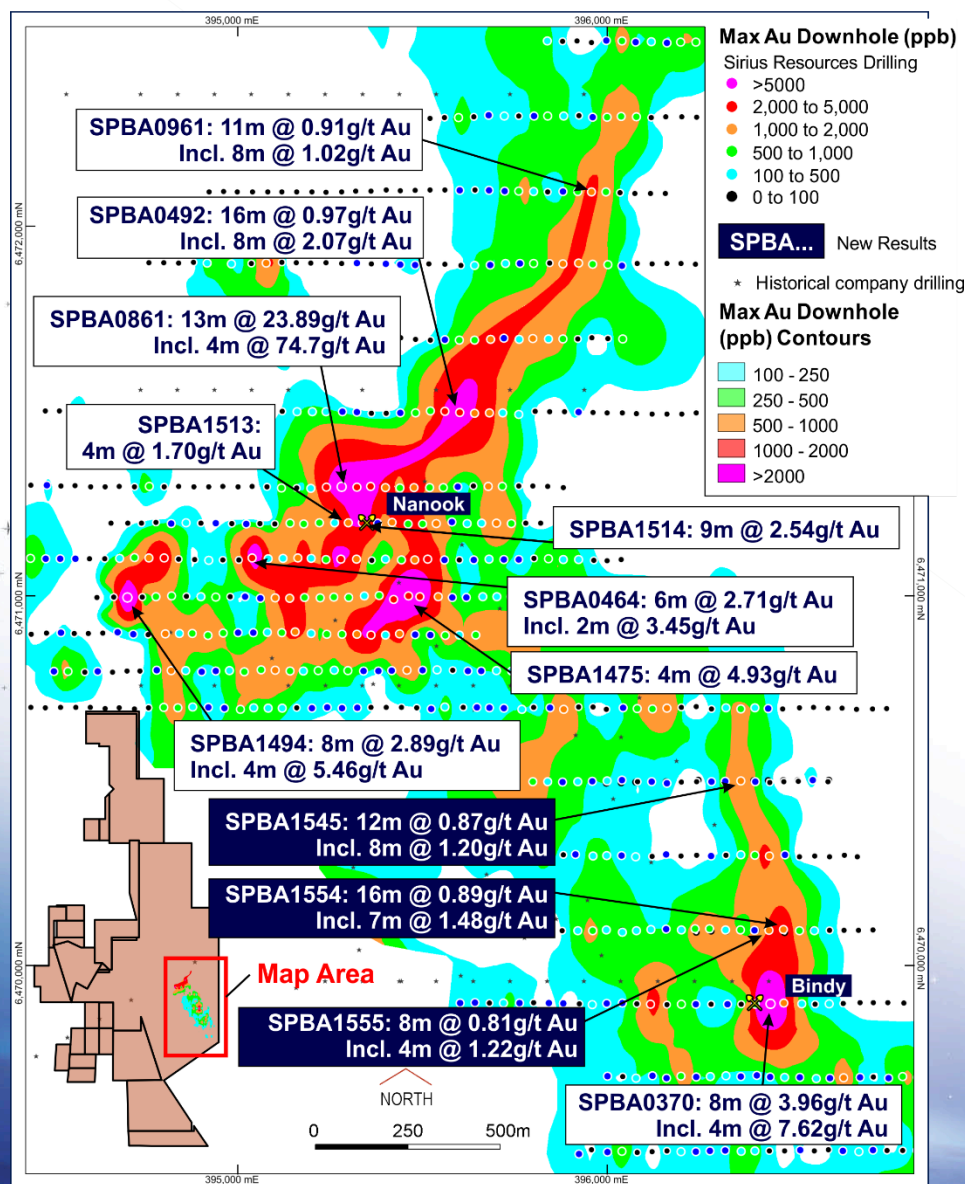 395,000 mE
396,000 mE
Max Au Downhole (ppb)
Sirius Resources Drilling
>5000
2,000 to 5,000
1,000 to 2,000
500 to 1,000
100 to 500
0 to 100
SPBA...
New Results
Historical company drilling
Max Au Downhole
(ppb) Contours
100 - 250
250 - 500
500 - 1000
1000 - 2000
>2000
SPBA0961: 11m @ 0.91g/t Au
Incl. 8m @ 1.02g/t Au
6,472,000 mN
SPBA0492: 16m @ 0.97g/t Au
Incl. 8m @ 2.07g/t Au
SPBA0861: 13m @ 23.89g/t Au
Incl. 4m @ 74.7g/t Au
SPBA1513:
4m @ 1.70g/t Au
Nanook
SPBA1514: 9m @ 2.54g/t Au
6,471,000 mN
6,471,000 mN
SPBA0464: 6m @ 2.71g/t Au
Incl. 2m @ 3.45g/t Au
SPBA1475: 4m @ 4.93g/t Au
SPBA1494: 8m @ 2.89g/t Au
Incl. 4m @ 5.46g/t Au
SPBA1545: 12m @ 0.87g/t Au
Incl. 8m @ 1.20g/t Au
SPBA1554: 16m @ 0.89g/t Au
Incl. 7m @ 1.48g/t Au
6,470,000 mN
6,470,000 mN
Map Area
Bindy
SPBA1555: 8m @ 0.81g/t Au
Incl. 4m @ 1.22g/t Au
NORTH
SPBA0370: 8m @ 3.96g/t Au
Incl. 4m @ 7.62g/t Au
0 250 500m
395,000 mE
396,000 mE